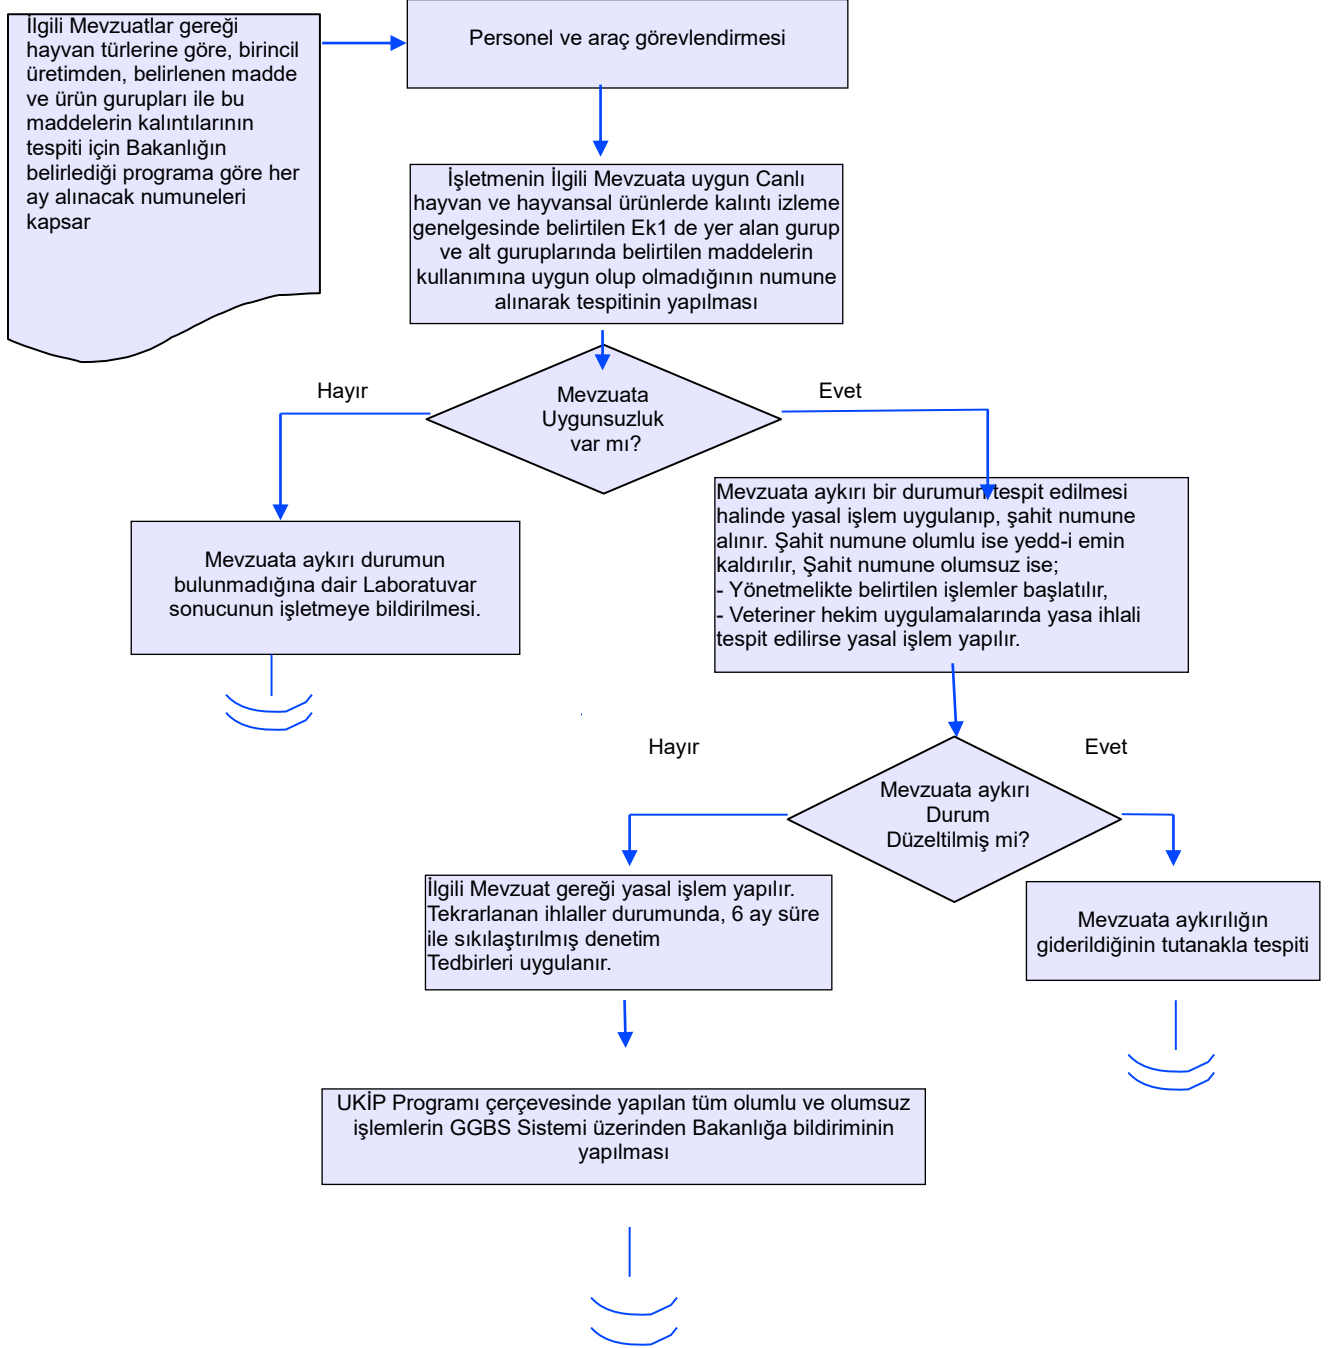 İlgili Mevzuatlar gereği
hayvan türlerine göre, birincil
üretimden, belirlenen madde
ve ürün gurupları ile bu
maddelerin kalıntılarının
tespiti için Bakanlığın
belirlediği programa göre her
ay alınacak numuneleri
kapsar
Personel ve araç görevlendirmesi
İşletmenin İlgili Mevzuata uygun Canlı
hayvan ve hayvansal ürünlerde kalıntı izleme
genelgesinde belirtilen Ek1 de yer alan gurup
ve alt guruplarında belirtilen maddelerin
kullanımına uygun olup olmadığının numune
alınarak tespitinin yapılması
Hayır
Mevzuata
Uygunsuzluk
var mı?
Evet
Mevzuata aykırı durumun
bulunmadığına dair Laboratuvar
sonucunun işletmeye bildirilmesi.
Mevzuata aykırı bir durumun tespit edilmesi
halinde yasal işlem uygulanıp, şahit numune
alınır. Şahit numune olumlu ise yedd-i emin
kaldırılır, Şahit numune olumsuz ise;
- Yönetmelikte belirtilen işlemler başlatılır,
- Veteriner hekim uygulamalarında yasa ihlali
tespit edilirse yasal işlem yapılır.
Hayır
Evet
Mevzuata aykırı
Durum
Düzeltilmiş mi?
İlgili Mevzuat gereği yasal işlem yapılır.
Tekrarlanan ihlaller durumunda, 6 ay süre
ile sıkılaştırılmış denetim
Tedbirleri uygulanır.
Mevzuata aykırılığın
giderildiğinin tutanakla tespiti
UKİP Programı çerçevesinde yapılan tüm olumlu ve olumsuz
işlemlerin GGBS Sistemi üzerinden Bakanlığa bildiriminin
yapılması